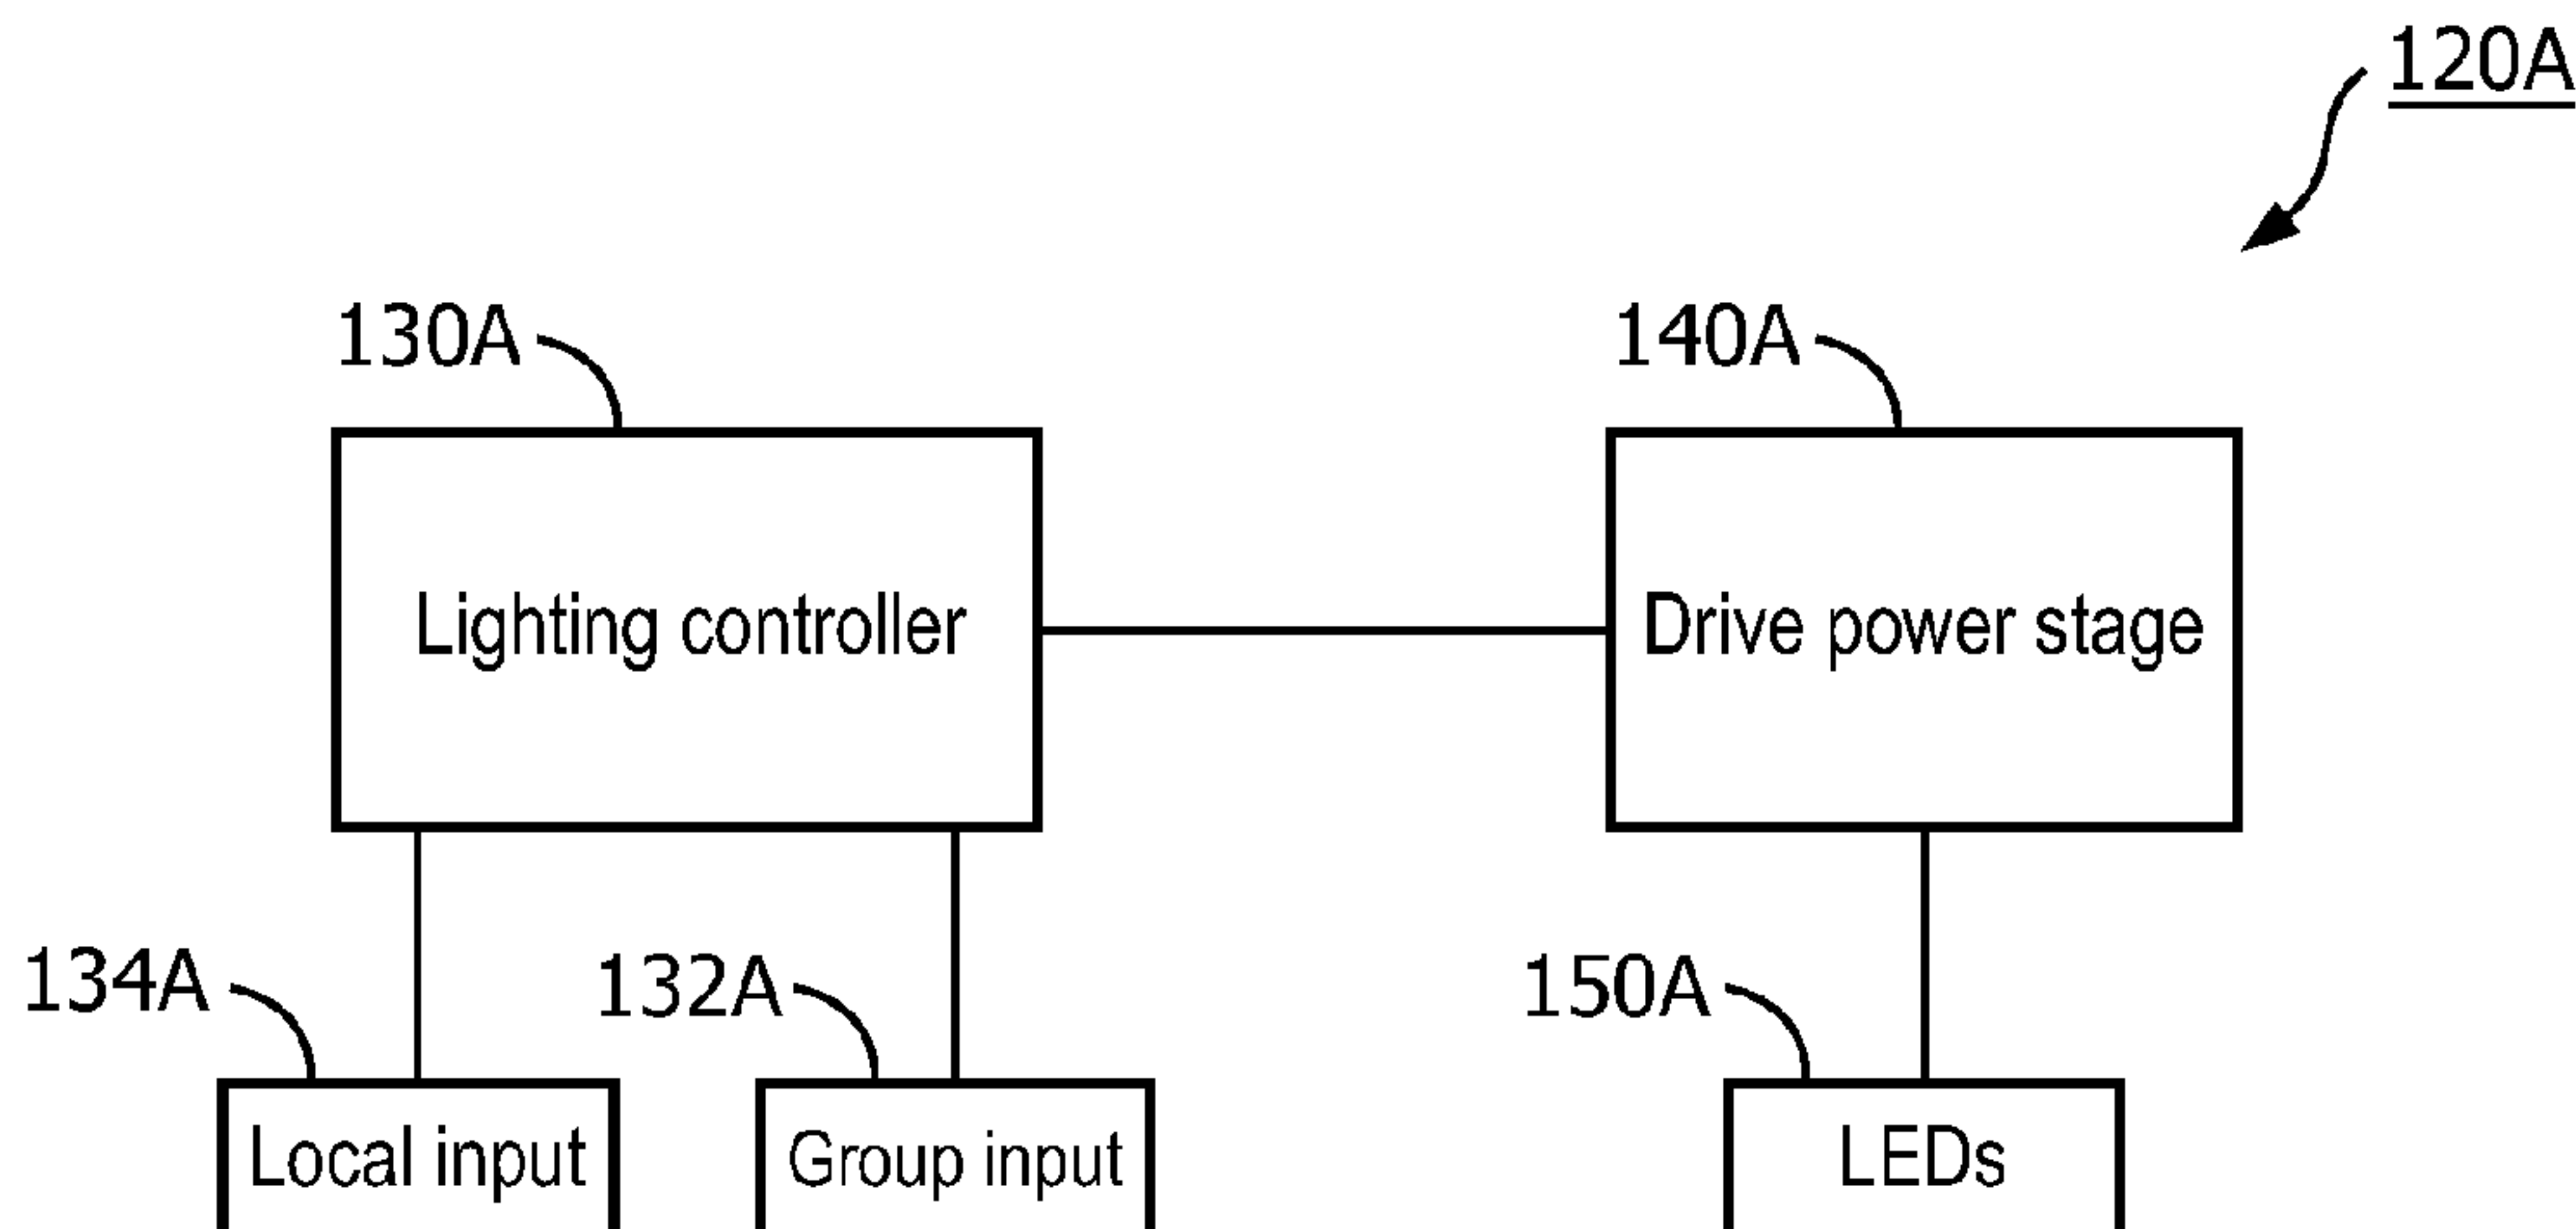 120A
130A
140A
Lighting controller
Drive power stage
134A
132A
150A
Local input
Group input
LEDs